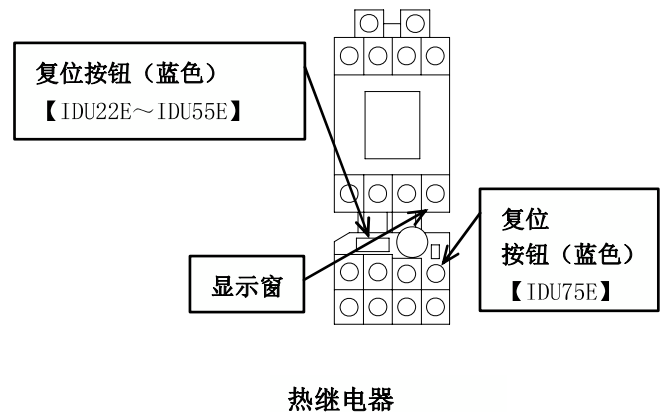 复位按钮（蓝色）
【IDU22E～IDU55E】
复位
按钮（蓝色）
【IDU75E】
显示窗
热继电器